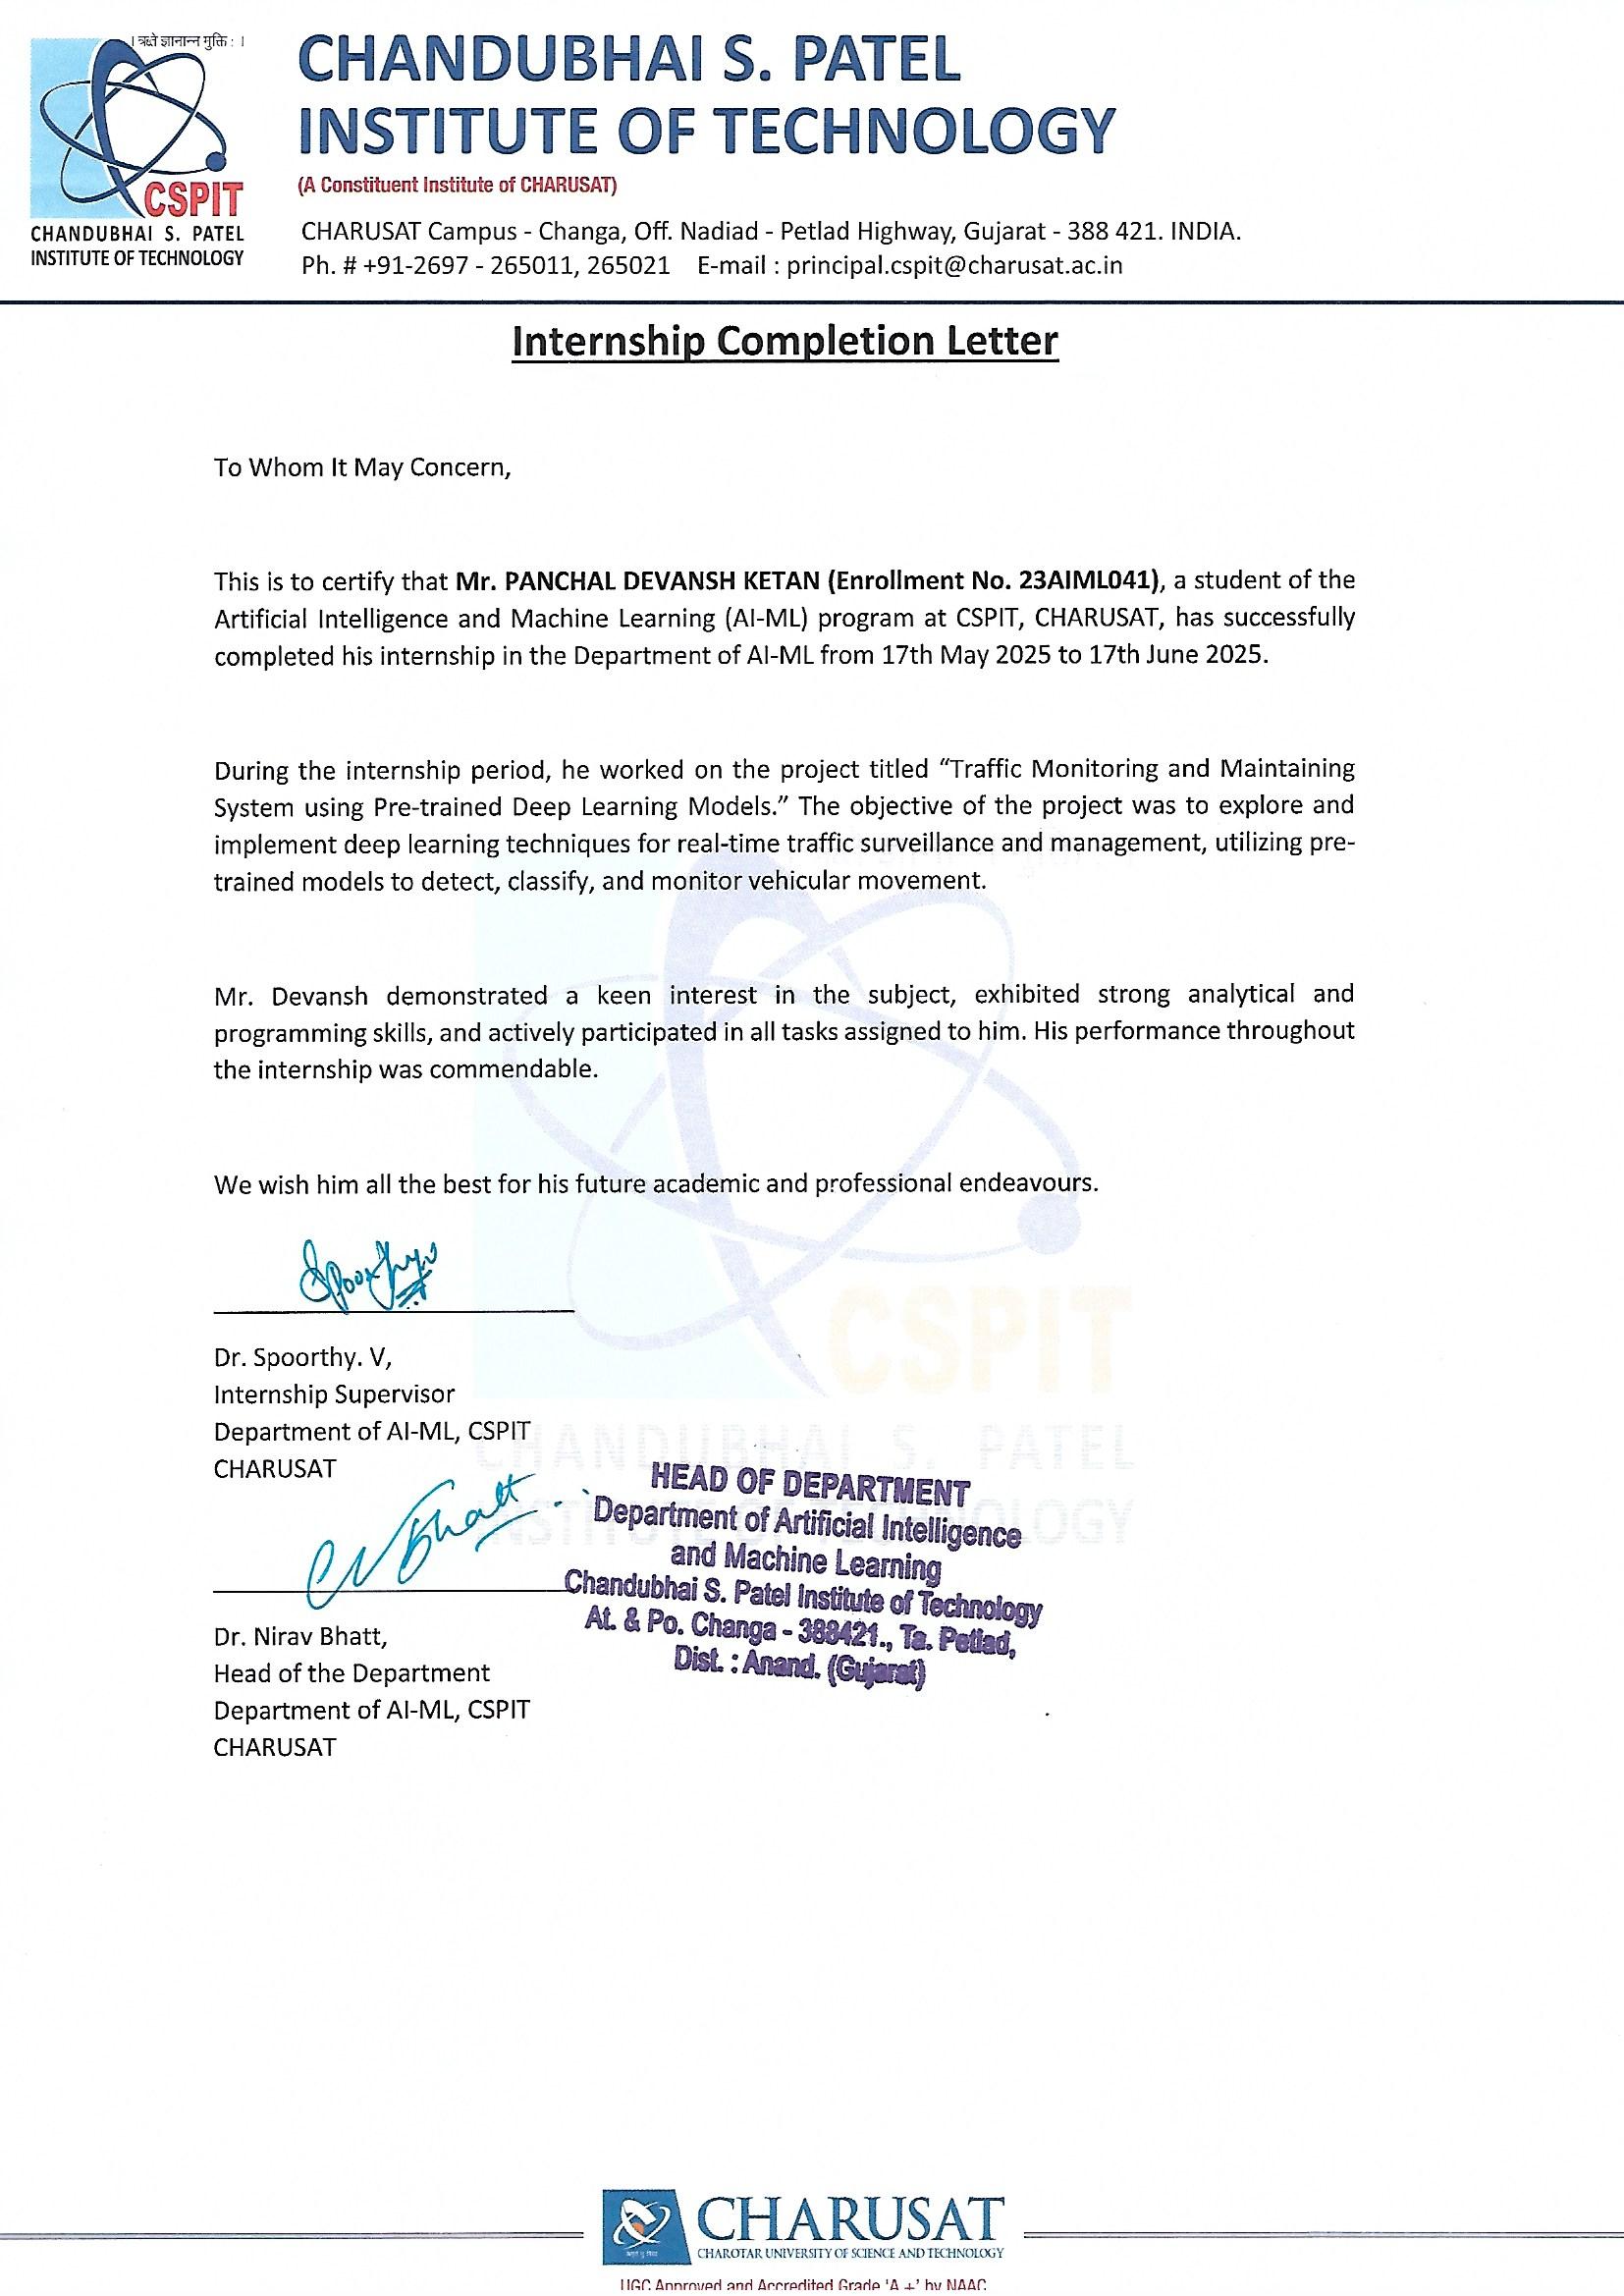 । ऋते ज्ञानान्न मुक्ति : ।
CSPIT
CHANDUBHAI S. PATEL
INSTITUTE OF TECHNOLOGY
CHANDUBHAI S. PATEL
INSTITUTE OF TECHNOLOGY
(A Constituent Institute of CHARUSAT)
CHARUSAT Campus - Changa, Off. Nadiad - Petlad Highway, Gujarat - 388 421. INDIA.
Ph. # +91-2697 - 265011, 265021 E-mail : principal.cspit@charusat.ac.in
Internship Completion Letter
To Whom It May Concern,
This is to certify that Mr. PANCHAL DEVANSH KETAN (Enrollment No. 23AIML041), a student of the
Artificial Intelligence and Machine Learning (AI-ML) program at CSPIT, CHARUSAT, has successfully
completed his internship in the Department of AI-ML from 17th May 2025 to 17th June 2025.
During the internship period, he worked on the project titled “Traffic Monitoring and Maintaining
System using Pre-trained Deep Learning Models.” The objective of the project was to explore and
implement deep learning techniques for real-time traffic surveillance and management, utilizing pre-
trained models to detect, classify, and monitor vehicular movement.
Mr. Devansh demonstrated a keen interest in the subject, exhibited strong analytical and
programming skills, and actively participated in all tasks assigned to him. His performance throughout
the internship was commendable.
We wish him all the best for his future academic and professional endeavours.
Dr. Spoorthy. V,
Internship Supervisor
Department of AI-ML, CSPIT
CHARUSAT
CSPIT
CHANDUBHAI S. PATEL
INSTITUTE OF TECHNOLOGY
HEAD OF DEPARTMENT
Department of Artificial Intelligence
and Machine Learning
Chandubhai S. Patel Institute of Technology
At. & Po. Changa - 388421., Ta. Petlad,
Dist. : Anand. (Gujarat)
Dr. Nirav Bhatt,
Head of the Department
Department of AI-ML, CSPIT
CHARUSAT
CHARUSAT
CHAROTAR UNIVERSITY OF SCIENCE AND TECHNOLOGY
UGC Approved and Accredited Grade 'A +' by NAAC